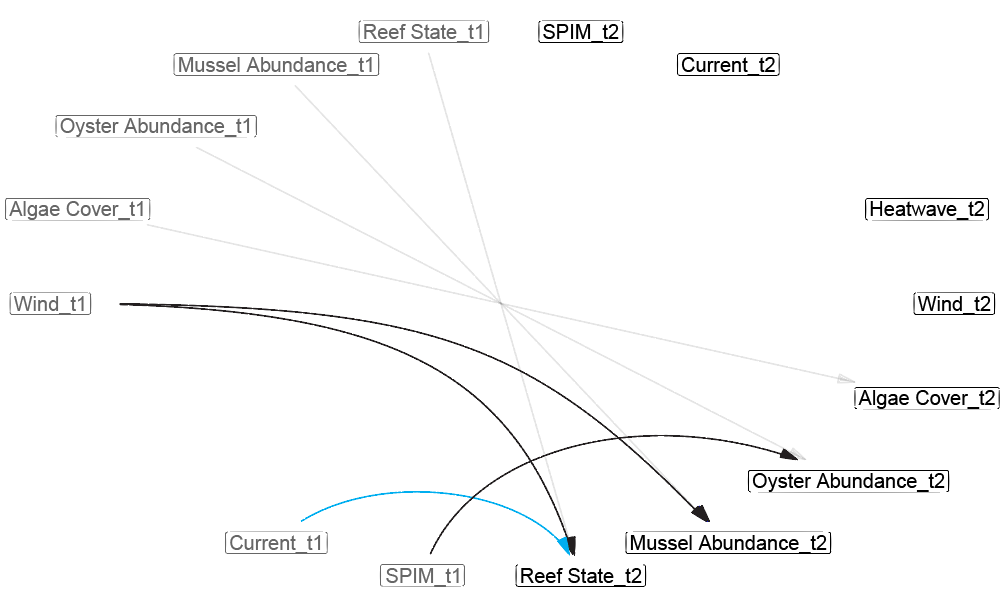 Reef State_t1
SPIM_t2
Mussel Abundance_t1
Current_t2
Oyster Abundance_t1
Algae Cover_t1
Heatwave_t2
Wind_t1
Wind_t2
Algae Cover_t2
Oyster Abundance_t2
Current_t1
Mussel Abundance_t2
SPIM_t1
Reef State_t2